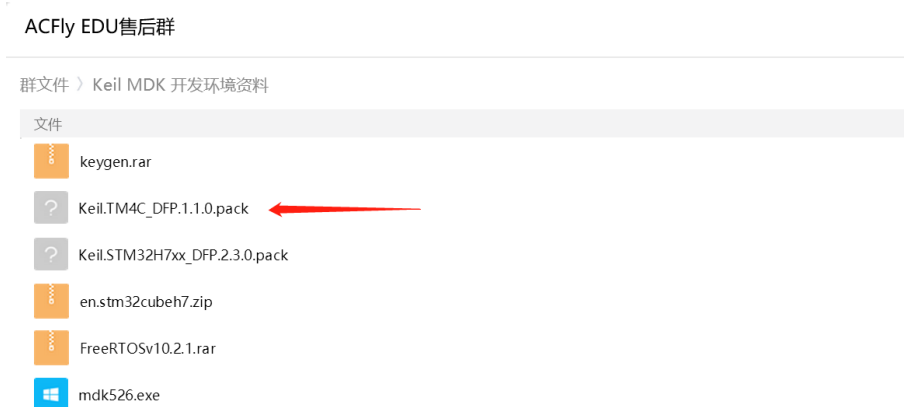 ACFly EDU售后群
群文件 〉Keil MDK 开发环境资料
文件
keygen.rar
Keil.TM4C_DFP.1.1.0.pack
Keil.STM32H7xx_DFP.2.3.0.pack
en.stm32cubeh7.zip
FreeRTOSv10.2.1.rar
mdk526.exe